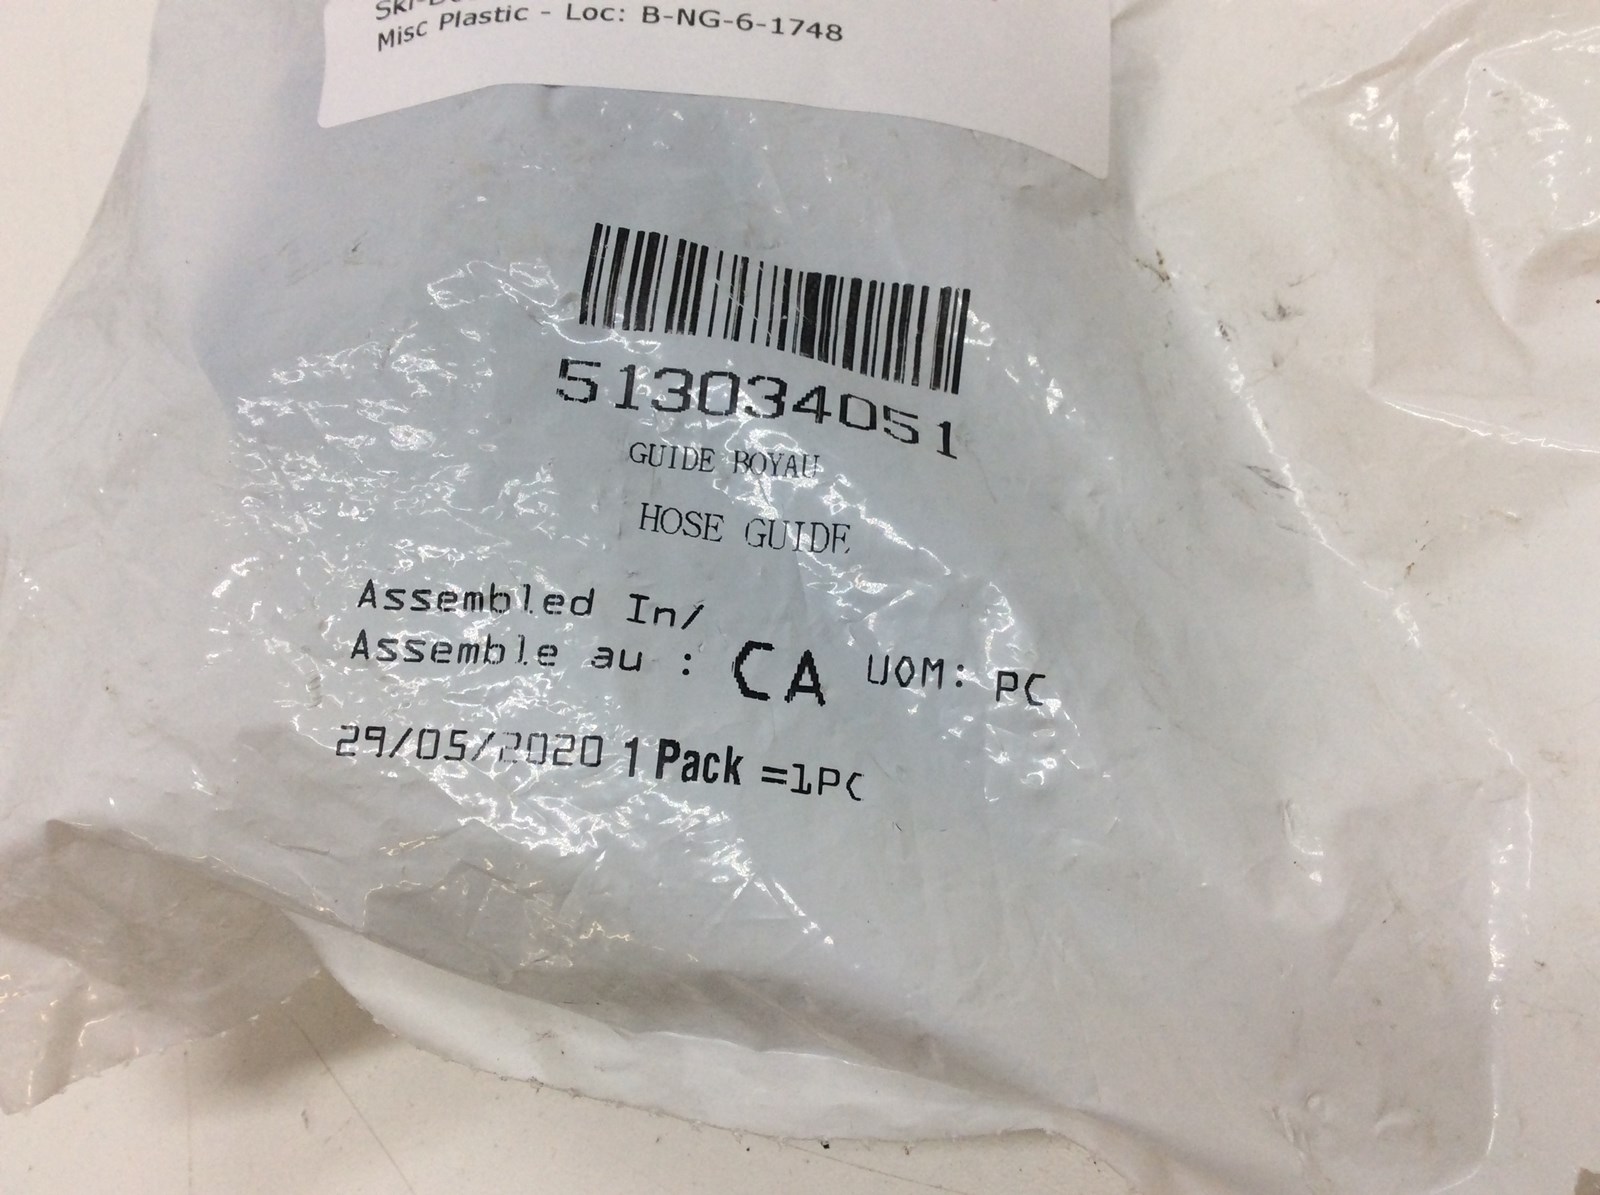 Misc Plastic - Loc: B-NG-6-1748
513034051
GUIDE BOYAU
HOSE GUIDE
Assembled In/
Assemble au : CA UOM: PC
29/05/2020 1 Pack =1PC